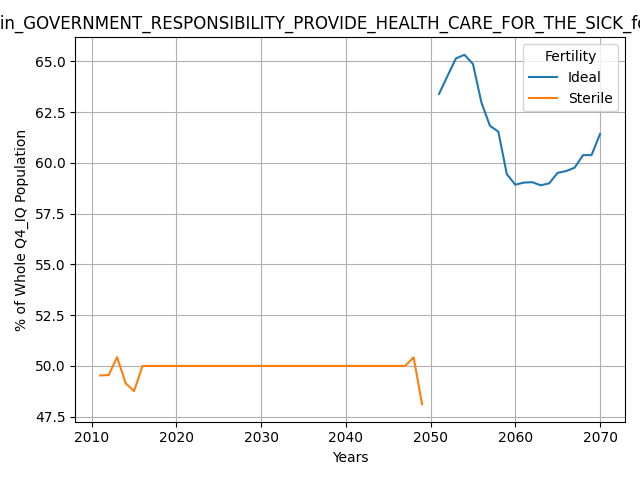 in_GOVERNMENT_RESPONSIBILITY_PROVIDE_HEALTH_CARE_FOR_THE_SICK_f
Fertility
Ideal
Sterile
% of Whole Q4_IQ Population
65.0
62.5
60.0
57.5
55.0
52.5
50.0
47.5
2010 2020 2030 2040 2050 2060 2070
Years